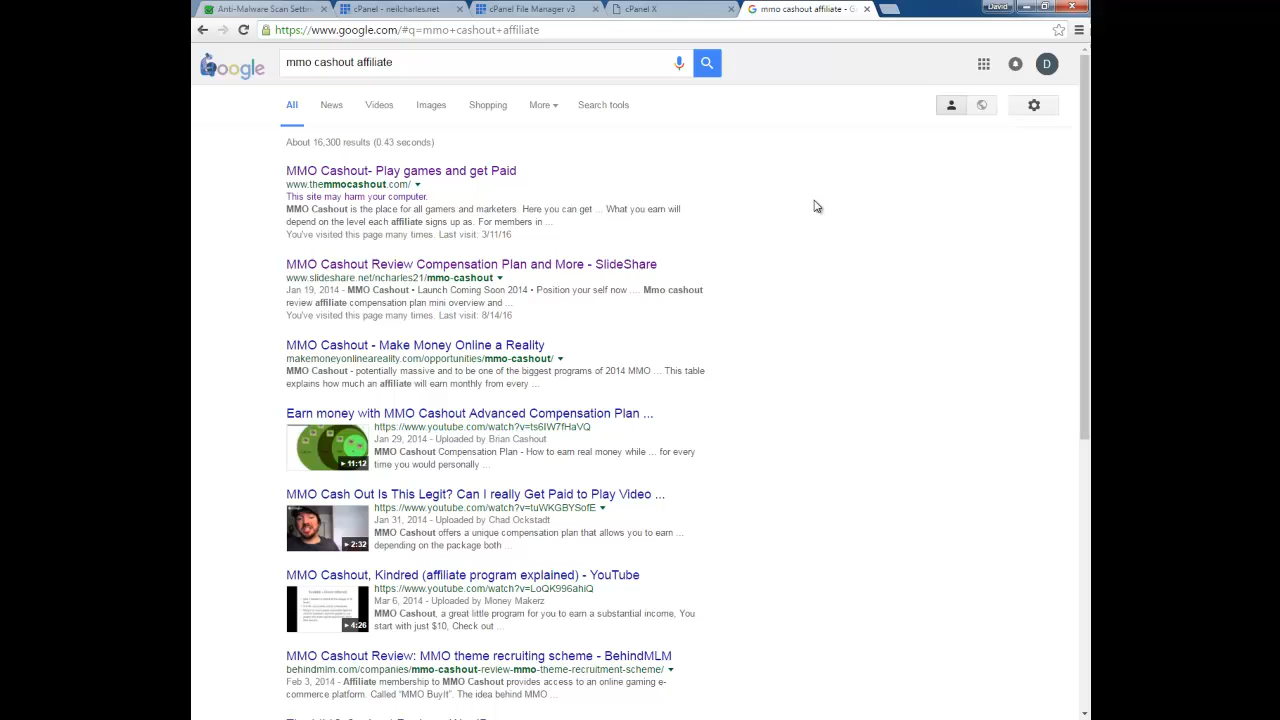 Anti-Malware Scan Settin
cPanel - neilcharles.net
cPanel File Manager v3
cPanel X
mmo cashout affiliate - G
David
https://www.google.com/#q=mmo+cashout+affiliate
Google
mmo cashout affiliate
D
All News Videos Images Shopping More Search tools
About 16,300 results (0.43 seconds)
MMO Cashout- Play games and get Paid
www.themmocashout.com/
This site may harm your computer.
MMO Cashout is the place for all gamers and marketers. Here you can get ... What you earn will
depend on the level each affiliate signs up as. For members in ...
You've visited this page many times. Last visit: 3/11/16
MMO Cashout Review Compensation Plan and More - SlideShare
www.slideshare.net/ncharles21/mmo-cashout
Jan 19, 2014 - MMO Cashout • Launch Coming Soon 2014 • Position your self now .... Mmo cashout
review affiliate compensation plan mini overview and ...
You've visited this page many times. Last visit: 8/14/16
MMO Cashout - Make Money Online a Reality
makemoneyonlineareality.com/opportunities/mmo-cashout/
MMO Cashout - potentially massive and to be one of the biggest programs of 2014 MMO ... This table
explains how much an affiliate will earn monthly from every ...
Earn money with MMO Cashout Advanced Compensation Plan ...
https://www.youtube.com/watch?v=ts6IW7fHaVQ
Jan 29, 2014 - Uploaded by Brian Cashout
MMO Cashout Compensation Plan - How to earn real money while ... for every
time you would personally ...
11:12
MMO Cash Out Is This Legit? Can I really Get Paid to Play Video ...
https://www.youtube.com/watch?v=tuWKGBYSofE
Jan 31, 2014 - Uploaded by Chad Ockstadt
MMO Cashout offers a unique compensation plan that allows you to earn ...
depending on the package both ...
2:32
MMO Cashout, Kindred (affiliate program explained) - YouTube
https://www.youtube.com/watch?v=LoQK996ahiQ
Mar 6, 2014 - Uploaded by Money Makerz
MMO Cashout, a great little program for you to earn a substantial income, You
start with just $10, Check out ...
4:26
MMO Cashout Review: MMO theme recruiting scheme - BehindMLM
behindmlm.com/companies/mmo-cashout-review-mmo-theme-recruitment-scheme/
Feb 3, 2014 - Affiliate membership to MMO Cashout provides access to an online gaming e-
commerce platform. Called “MMO BuyIt”. The idea behind MMO ...